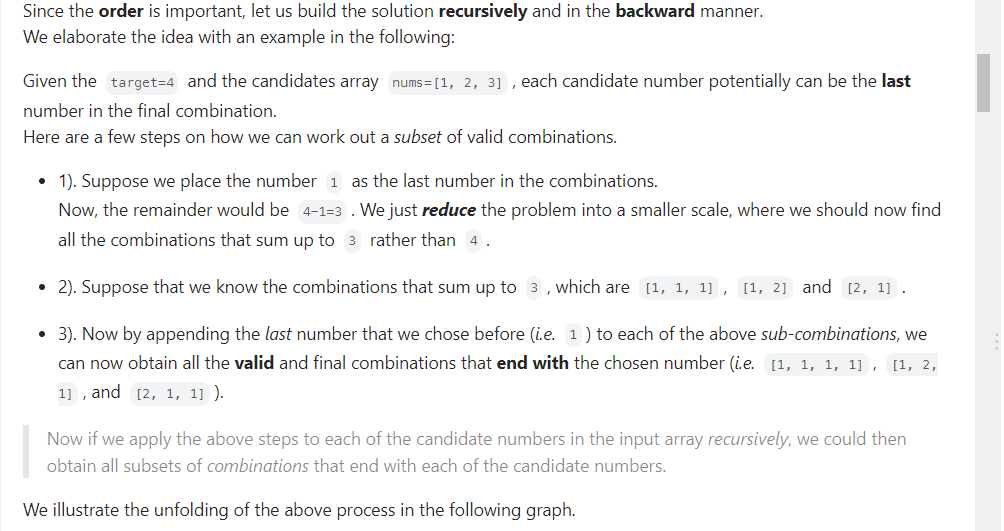 Since the order is important, let us build the solution recursively and in the backward manner.
We elaborate the idea with an example in the following:
Given the target=4 and the candidates array nums=[1, 2, 3] , each candidate number potentially can be the last
number in the final combination.
Here are a few steps on how we can work out a subset of valid combinations.
• 1). Suppose we place the number 1 as the last number in the combinations.
Now, the remainder would be 4-1=3 . We just reduce the problem into a smaller scale, where we should now find
all the combinations that sum up to 3 rather than 4 .
• 2). Suppose that we know the combinations that sum up to 3 , which are [1, 1, 1] , [1, 2] and [2, 1] .
• 3). Now by appending the last number that we chose before (i.e. 1 ) to each of the above sub-combinations, we
can now obtain all the valid and final combinations that end with the chosen number (i.e. [1, 1, 1, 1] , [1, 2,
1] , and [2, 1, 1] ).
Now if we apply the above steps to each of the candidate numbers in the input array recursively, we could then
obtain all subsets of combinations that end with each of the candidate numbers.
We illustrate the unfolding of the above process in the following graph.